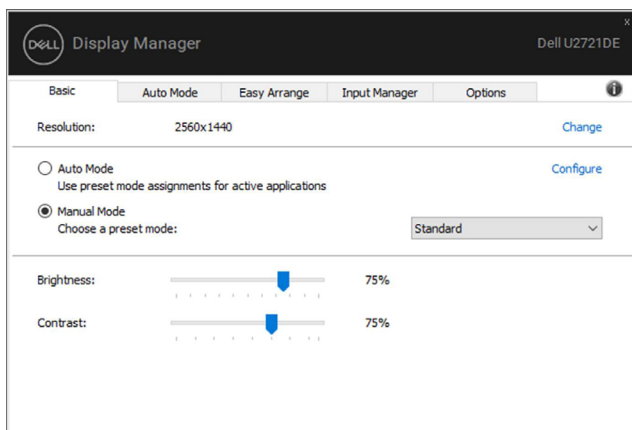 x
DELL Display Manager Dell U2721DE
Basic Auto Mode Easy Arrange Input Manager Options i
Resolution: 2560x1440 Change
Auto Mode Configure
Use preset mode assignments for active applications
Manual Mode
Choose a preset mode: Standard
Brightness: 75%
Contrast: 75%